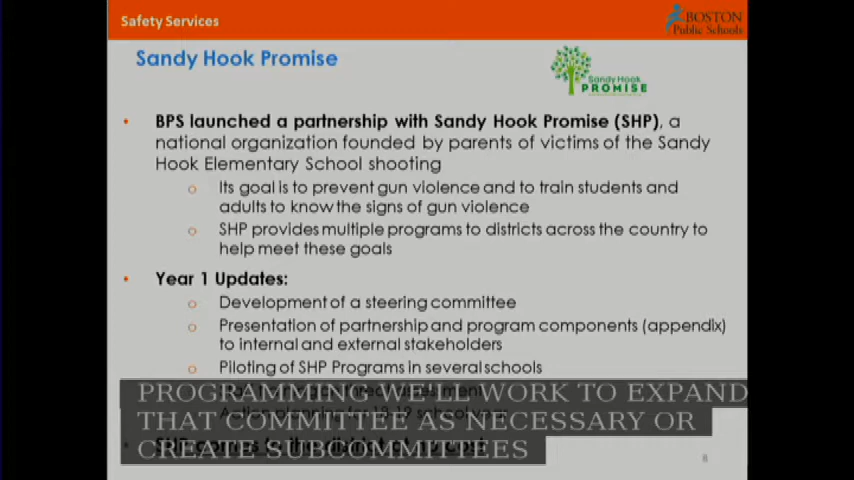 Safety Services
BOSTON
Public Schools
Sandy Hook Promise
Sandy Hook
PROMISE
• BPS launched a partnership with Sandy Hook Promise (SHP), a
national organization founded by parents of victims of the Sandy
Hook Elementary School shooting
o Its goal is to prevent gun violence and to train students and
adults to know the signs of gun violence
o SHP provides multiple programs to districts across the country to
help meet these goals
• Year 1 Updates:
o Development of a steering committee
o Presentation of partnership and program components (appendix)
to internal and external stakeholders
o Piloting of SHP Programs in several schools
PROGRAMMING WE'LL WORK TO EXPAND
THAT COMMITTEE AS NECESSARY OR
CREATE SUBCOMMITTEES
8